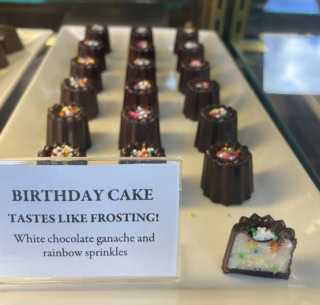 BIRTHDAY CAKE
TASTES LIKE FROSTING!
White chocolate ganache and
rainbow sprinkles